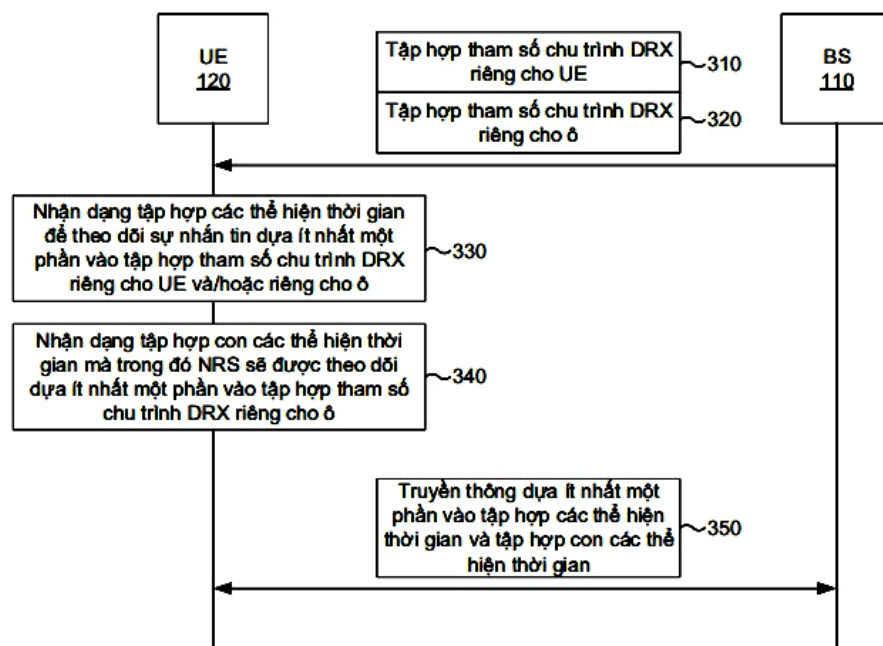 UE
120
Tập hợp tham số chu trình DRX
riêng cho UE
310
Tập hợp tham số chu trình DRX
riêng cho ô
320
BS
110
Nhận dạng tập hợp các thể hiện thời gian
để theo dõi sự nhắn tin dựa ít nhất một
phần vào tập hợp tham số chu trình DRX
riêng cho UE và/hoặc riêng cho ô
330
Nhận dạng tập hợp con các thể hiện thời
gian mà trong đó NRS sẽ được theo dõi
dựa ít nhất một phần vào tập hợp tham số
chu trình DRX riêng cho ô
340
Truyền thông dựa ít nhất một
phần vào tập hợp các thể hiện
thời gian và tập hợp con các thể
hiện thời gian
350